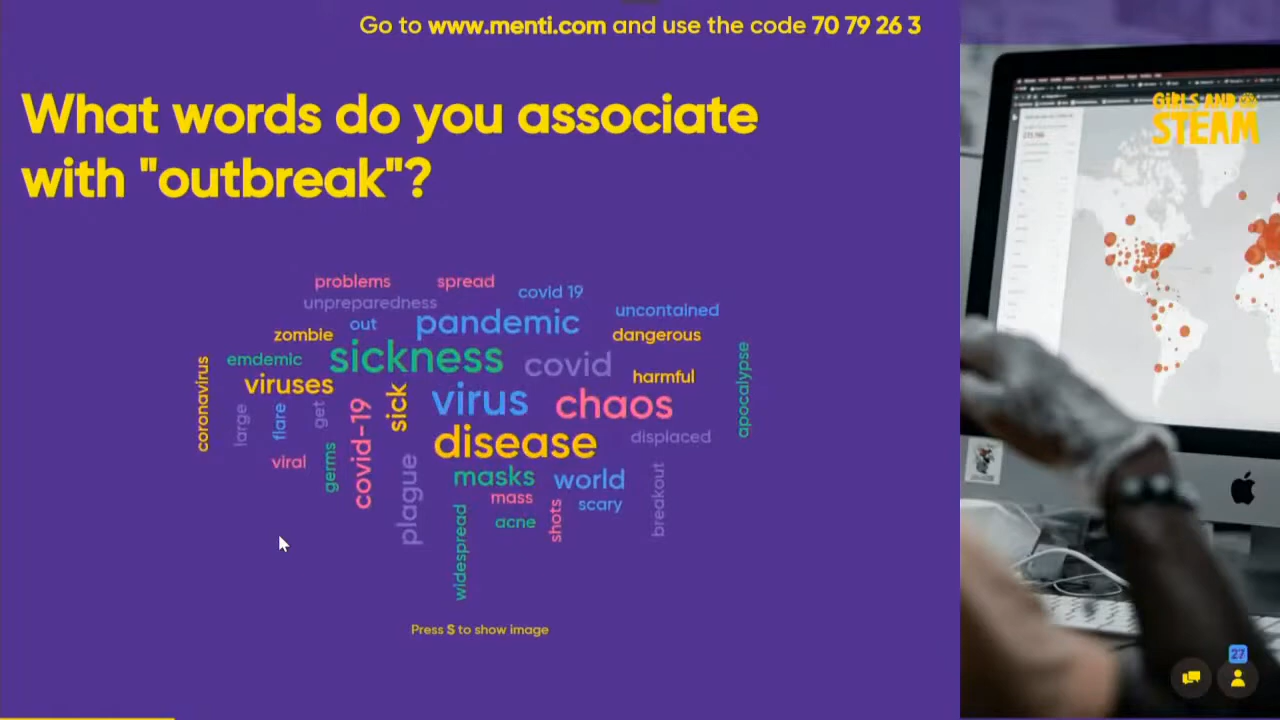 Go to www.menti.com and use the code 70 79 26 3
What words do you associate
with "outbreak"?
GIRLS AND
STEAM
problems
spread
covid 19
unpreparedness
uncontained
out
pandemic
zombie
dangerous
emdemic
sickness
covid
apocalypse
coronavirus
viruses
harmful
sick
virus
chaos
large
flare
get
covid-19
disease
displaced
viral
germs
plague
masks
world
breakout
mass
scary
shots
acne
widespread
Press S to show image
27